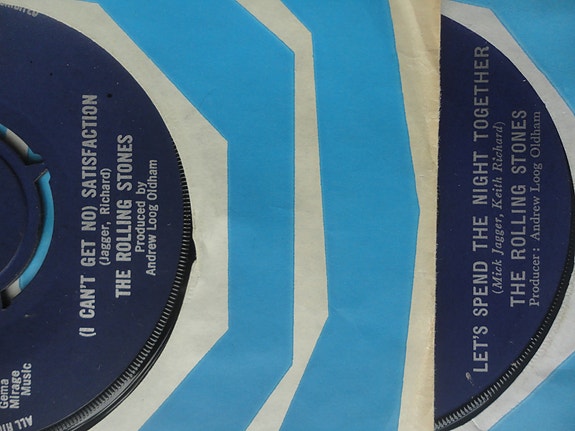 (I CAN'T GET NO) SATISFACTION
(Jagger, Richard)
THE ROLLING STONES
Produced by
Andrew Loog Oldham
Gema
Mirage
Music
LET'S SPEND THE NIGHT TOGETHER
(Mick Jagger, Keith Richard)
THE ROLLING STONES
Producer: Andrew Loog Oldham